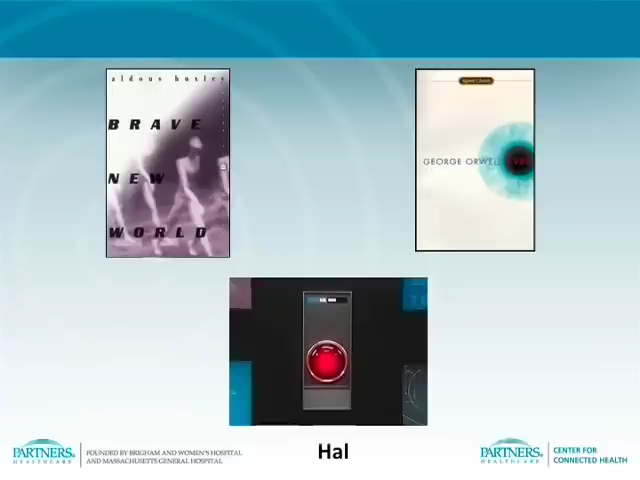 aldous huxley
BRAVE
NEW
WORLD
GEORGE ORWELL
Hal
PARTNERS.
HEALTHCARE
FOUNDED BY BRIGHAM AND WOMEN'S HOSPITAL
AND MASSACHUSETTS GENERAL HOSPITAL
PARTNERS.
HEALTHCARE
CENTER FOR
CONNECTED HEALTH